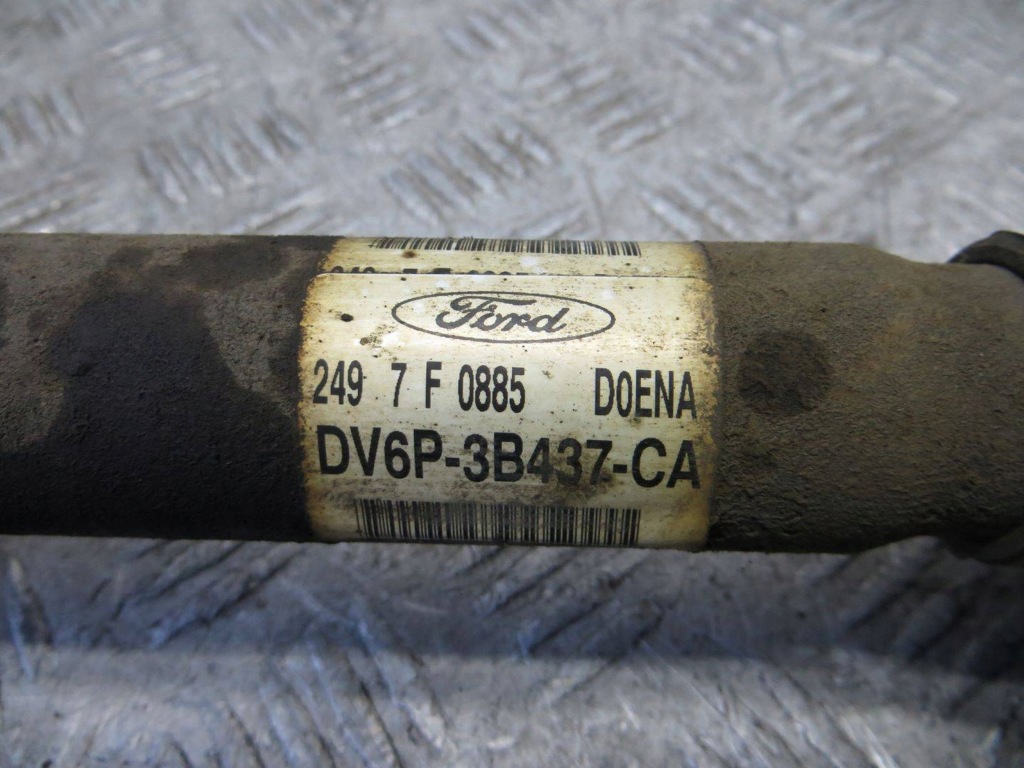 Ford
249 7 F 0885 D0ENA
DV6P-3B437-CA